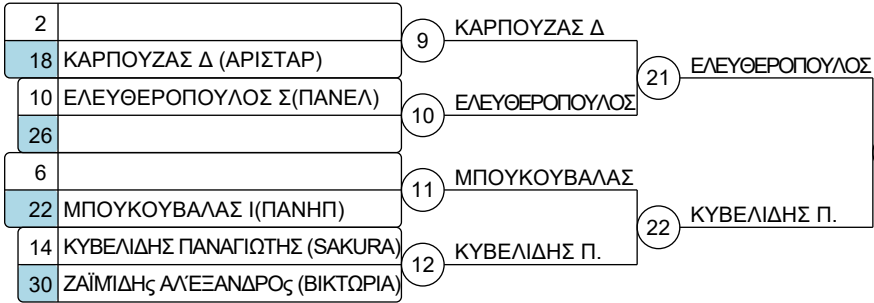 2
18 ΚΑΡΠΟΥΖΑΣ Δ (ΑΡΙΣΤΑΡ)
9 ΚΑΡΠΟΥΖΑΣ Δ
10 ΕΛΕΥΘΕΡΟΠΟΥΛΟΣ Σ(ΠΑΝΕΛ)
26
10 ΕΛΕΥΘΕΡΟΠΟΥΛΟΣ
21 ΕΛΕΥΘΕΡΟΠΟΥΛΟΣ
6
22 ΜΠΟΥΚΟΥΒΑΛΑΣ Ι(ΠΑΝΗΠ)
11 ΜΠΟΥΚΟΥΒΑΛΑΣ
14 ΚΥΒΕΛΙΔΗΣ ΠΑΝΑΓΙΩΤΗΣ (SAKURA)
30 ΖΑΪΜΊΔΗς ΑΛΈΞΑΝΔΡΟς (ΒΙΚΤΩΡΙΑ)
12 ΚΥΒΕΛΙΔΗΣ Π.
22 ΚΥΒΕΛΙΔΗΣ Π.